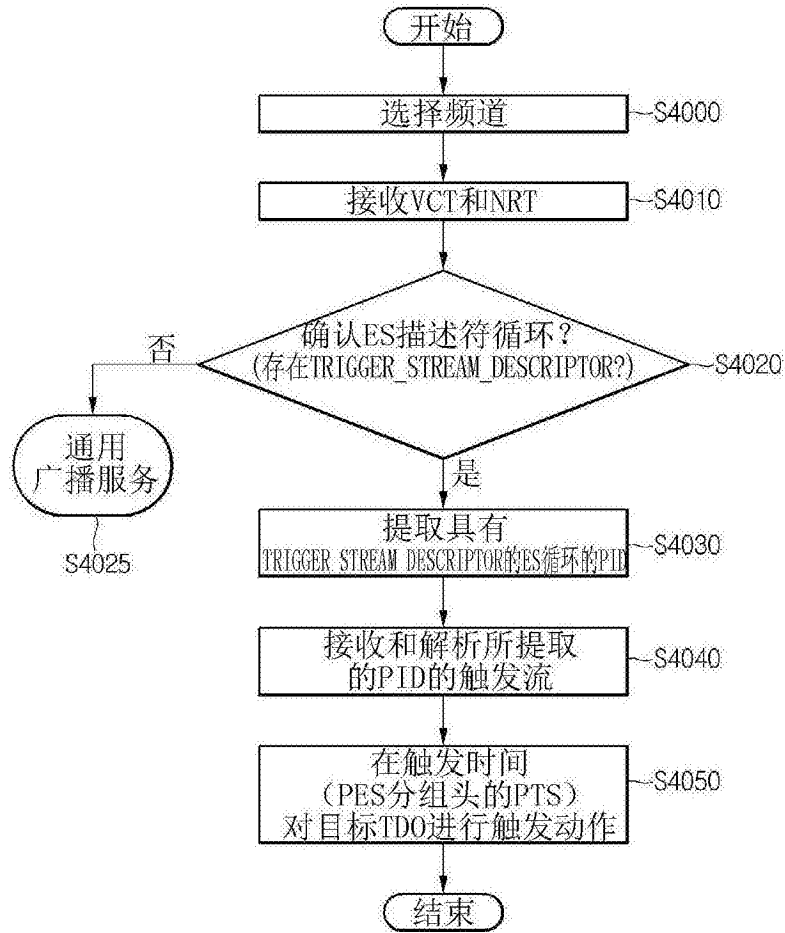 开始
选择频道
S4000
接收VCT和NRT
S4010
确认ES描述符循环？
(存在TRIGGER_STREAM_DESCRIPTOR?)
S4020
否
通用
广播服务
S4025
是
提取具有
TRIGGER STREAM DESCRIPTOR的ES循环的PID
S4030
接收和解析所提取
的PID的触发流
S4040
在触发时间
（PES分组头的PTS）
对目标TDO进行触发动作
S4050
结束